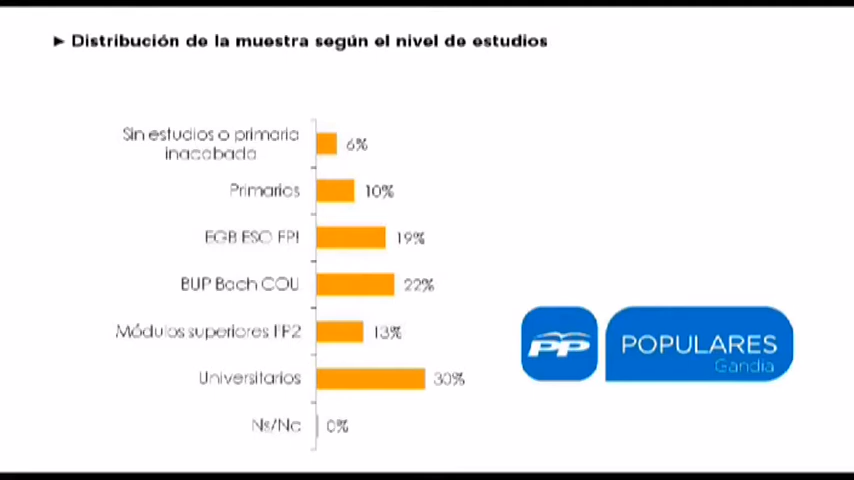 ► Distribución de la muestra según el nivel de estudios
Sin estudios o primaria
inacabada
6%
Primarios
10%
EGB ESO FPI
19%
BUP Bach COU
22%
Módulos superiores FP2
13%
Universitarios
30%
Ns/Nc
0%
PP
POPULARES
Gandia